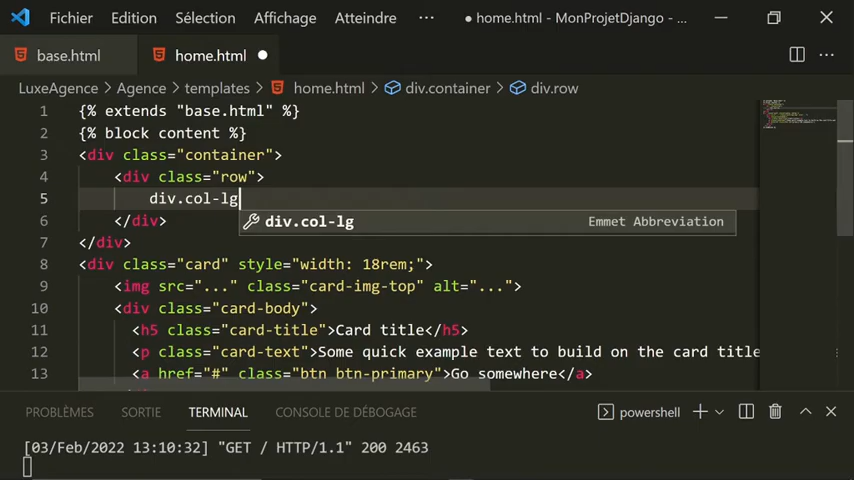 Fichier Edition Sélection Affichage Atteindre ··· ● home.html - MonProjetDjango - ...
base.html home.html ●
LuxeAgence > Agence > templates > home.html > div.container > div.row
1 {% extends "base.html" %}
2 {% block content %}
3 <div class="container">
4 <div class="row">
5 div.col-lg
div.col-lg Emmet Abbreviation
6 </div>
7 </div>
8 <div class="card" style="width: 18rem;">
9 <img src="..." class="card-img-top" alt="...">
10 <div class="card-body">
11 <h5 class="card-title">Card title</h5>
12 <p class="card-text">Some quick example text to build on the card title
13 <a href="#" class="btn btn-primary">Go somewhere</a>
PROBLÈMES SORTIE TERMINAL CONSOLE DE DÉBOGAGE powershell
[03/Feb/2022 13:10:32] "GET / HTTP/1.1" 200 2463